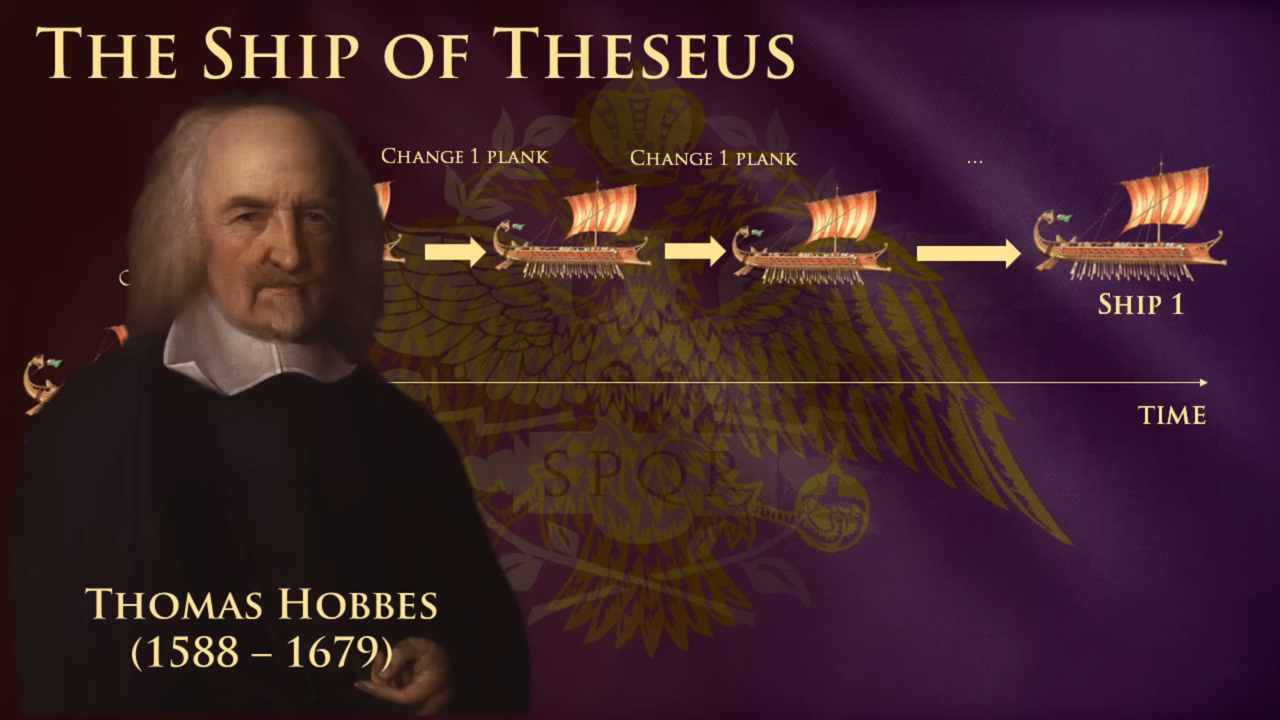 The Ship of Theseus
Change 1 plank
Change 1 plank
...
Ship 1
TIME
SPQR
Thomas Hobbes
(1588 – 1679)